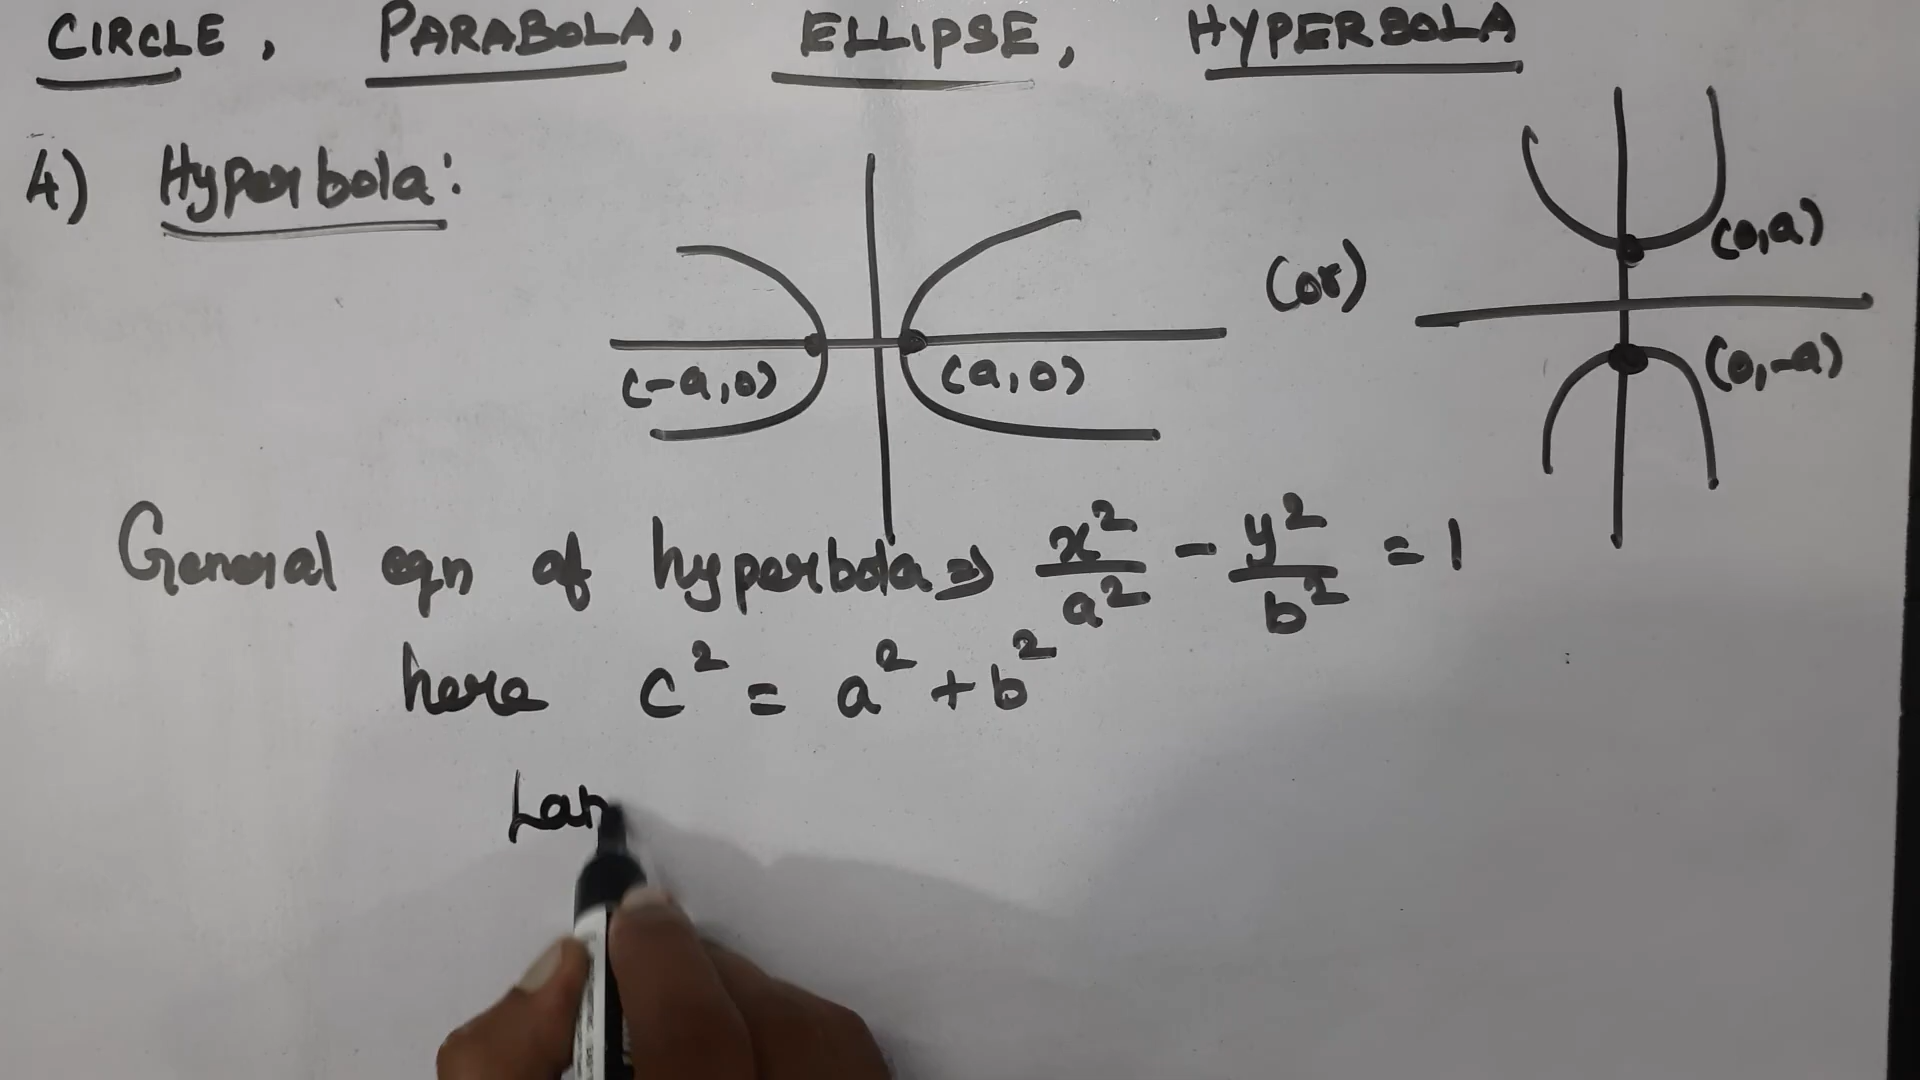 CIRCLE, PARABOLA, ELLIPSE, HYPERBOLA
4) Hyperbola:
(-a,0) (a,0) (or) (0,a) (0,-a)
General eqn of hyperbola ⇒ x²/a² - y²/b² = 1
here c² = a² + b²